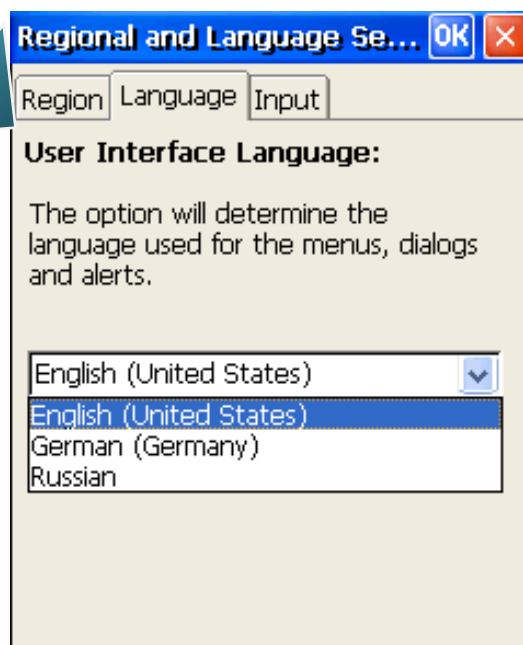 Regional and Language Se... OK
Region Language Input
User Interface Language:
The option will determine the
language used for the menus, dialogs
and alerts.
English (United States)
English (United States)
German (Germany)
Russian